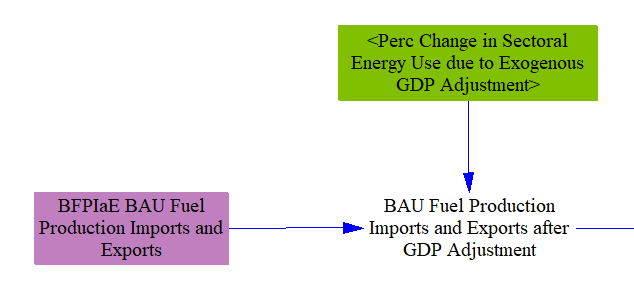 <Perc Change in Sectoral
Energy Use due to Exogenous
GDP Adjustment>
BFPIaE BAU Fuel
Production Imports and
Exports
BAU Fuel Production
Imports and Exports after
GDP Adjustment